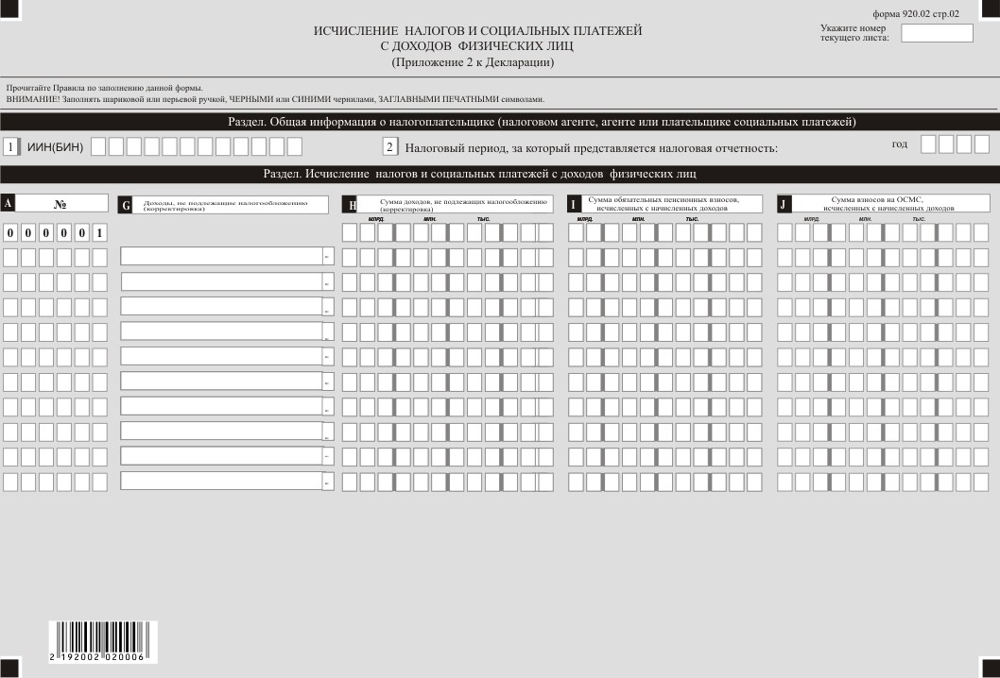 форма 920.02 стр.02
ИСЧИСЛЕНИЕ НАЛОГОВ И СОЦИАЛЬНЫХ ПЛАТЕЖЕЙ
С ДОХОДОВ ФИЗИЧЕСКИХ ЛИЦ
(Приложение 2 к Декларации)
Укажите номер
текущего листа:
Прочитайте Правила по заполнению данной формы.
ВНИМАНИЕ! Заполнять шариковой или перьевой ручкой, ЧЕРНЫМИ или СИНИМИ чернилами, ЗАГЛАВНЫМИ ПЕЧАТНЫМИ символами.
Раздел. Общая информация о налогоплательщике (налоговом агенте, агенте или плательщике социальных платежей)
1 ИИН(БИН)
2 Налоговый период, за который представляется налоговая отчетность:
год
Раздел. Исчисление налогов и социальных платежей с доходов физических лиц
A №
G Доходы, не подлежащие налогообложению
(корректировка)
H Сумма доходов, не подлежащих налогообложению
(корректировка)
I Сумма обязательных пенсионных взносов,
исчисленных с начисленных доходов
J Сумма взносов на ОСМС,
исчисленных с начисленных доходов
МЛРД. МЛН. ТЫС.
МЛРД. МЛН. ТЫС.
МЛРД. МЛН. ТЫС.
0 0 0 0 0 1
2 192002 020006